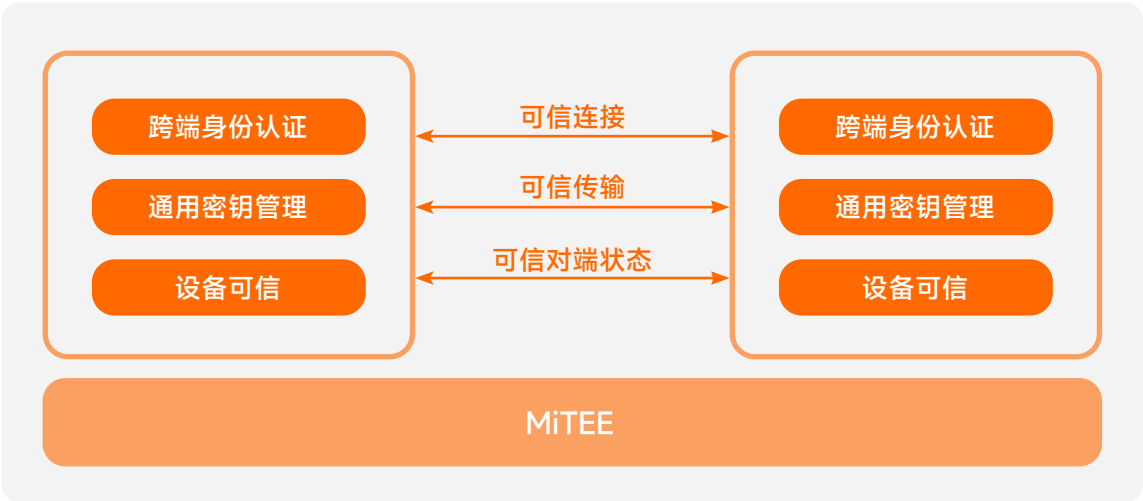 跨端身份认证
通用密钥管理
设备可信
可信连接
可信传输
可信对端状态
跨端身份认证
通用密钥管理
设备可信
MiTEE